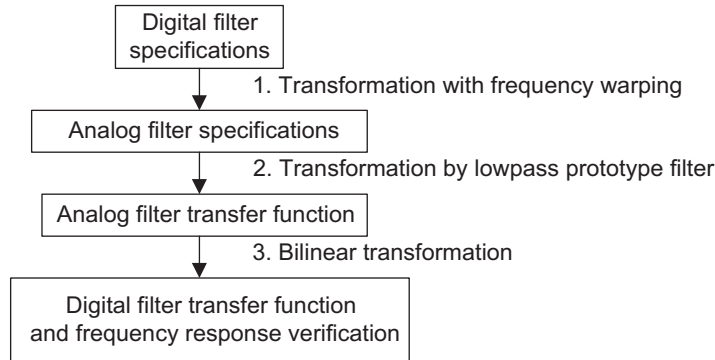 Digital filter
specifications
1. Transformation with frequency warping
Analog filter specifications
2. Transformation by lowpass prototype filter
Analog filter transfer function
3. Bilinear transformation
Digital filter transfer function
and frequency response verification